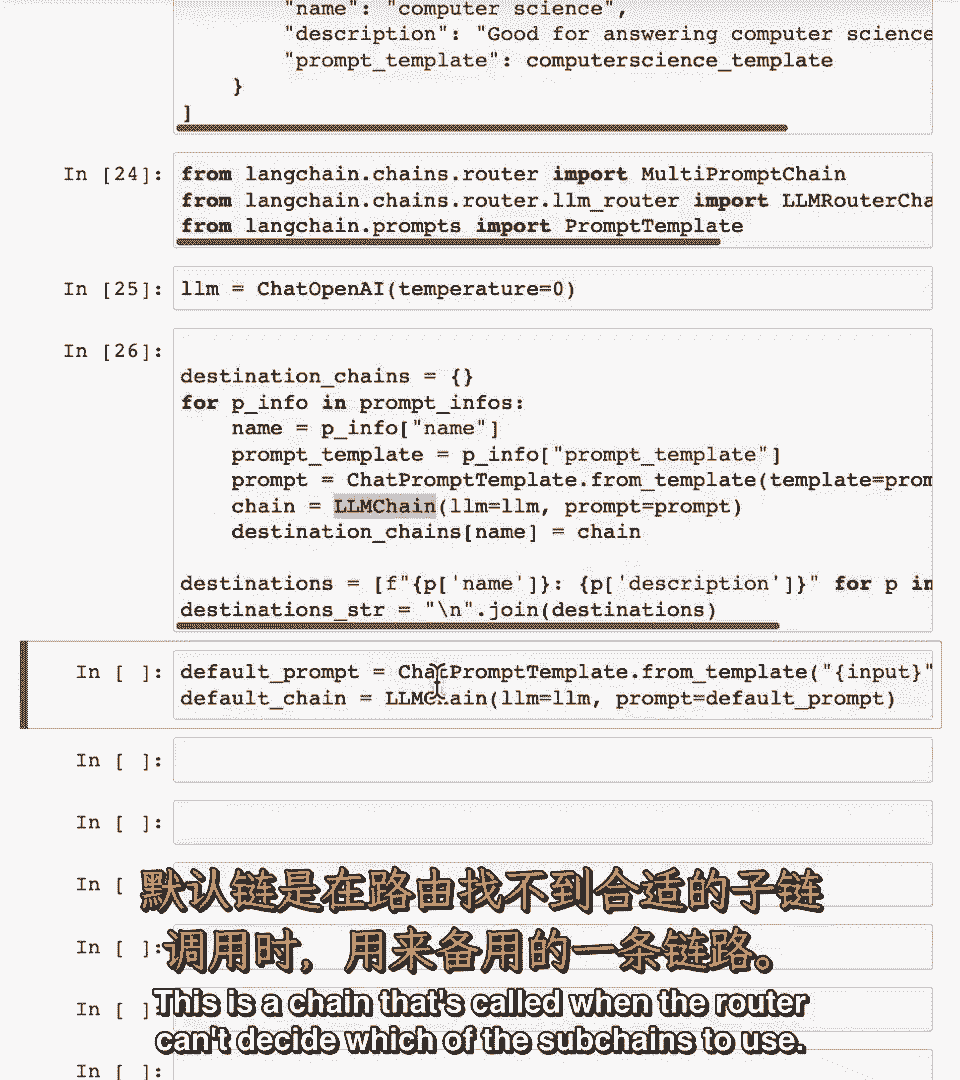 "name": "computer science",
"description": "Good for answering computer science
"prompt_template": computerscience_template
}
]
In [24]: from langchain.chains.router import MultiPromptChain
from langchain.chains.router.llm_router import LLMRouterCha
from langchain.prompts import PromptTemplate
In [25]: llm = ChatOpenAI(temperature=0)
In [26]:
destination_chains = {}
for p_info in prompt_infos:
name = p_info["name"]
prompt_template = p_info["prompt_template"]
prompt = ChatPromptTemplate.from_template(template=prom
chain = LLMChain(llm=llm, prompt=prompt)
destination_chains[name] = chain
destinations = [f"{p['name']}: {p['description']}" for p in
destinations_str = "\n".join(destinations)
In [ ]: default_prompt = ChatPromptTemplate.from_template("{input}"
default_chain = LLMChain(llm=llm, prompt=default_prompt)
In [ ]:
In [ ]:
In [
默认链是在路由找不到合适的子链
In [ ]:
调用时，用来备用的一条链路。
In [ ]:
This is a chain that's called when the router
can't decide which of the subchains to use.
In [ ]: